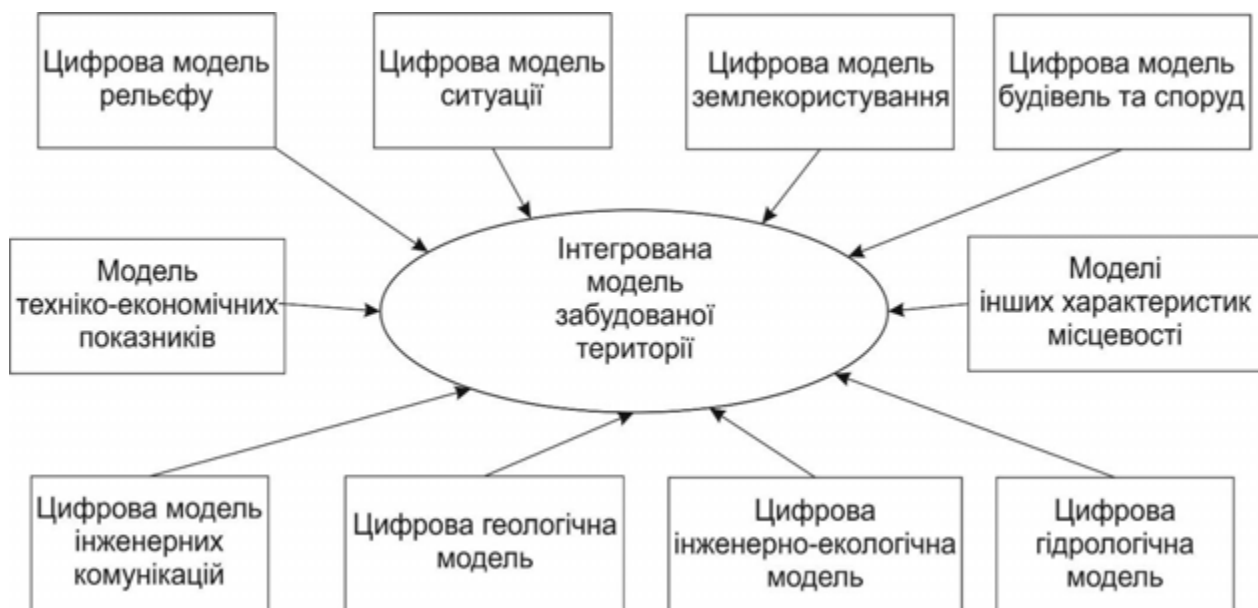 Цифрова модель
рельєфу
Цифрова модель
ситуації
Цифрова модель
землекористування
Цифрова модель
будівель та споруд
Модель
техніко-економічних
показників
Інтегрована
модель
забудованої
території
Моделі
інших характеристик
місцевості
Цифрова модель
інженерних
комунікацій
Цифрова геологічна
модель
Цифрова
інженерно-екологічна
модель
Цифрова
гідрологічна
модель